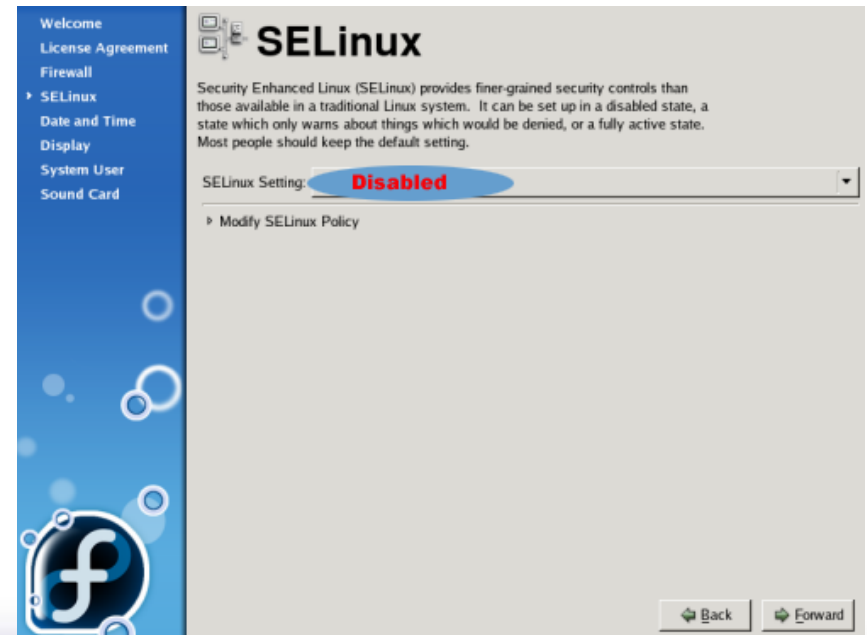 Welcome
License Agreement
Firewall
SELinux
Date and Time
Display
System User
Sound Card
SELinux
Security Enhanced Linux (SELinux) provides finer-grained security controls than
those available in a traditional Linux system. It can be set up in a disabled state, a
state which only warns about things which would be denied, or a fully active state.
Most people should keep the default setting.
SELinux Setting: Disabled
Modify SELinux Policy
Back
Forward